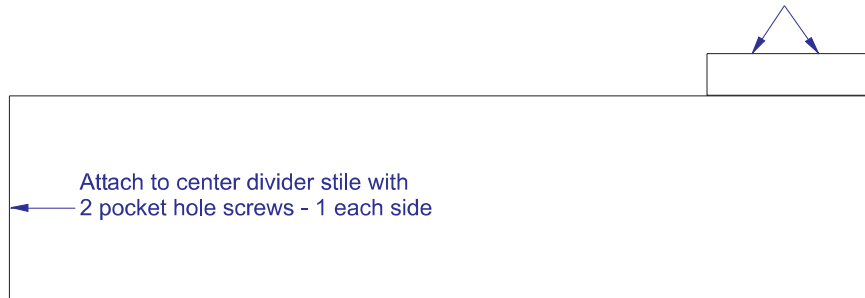 Attach to center divider stile with
2 pocket hole screws - 1 each side